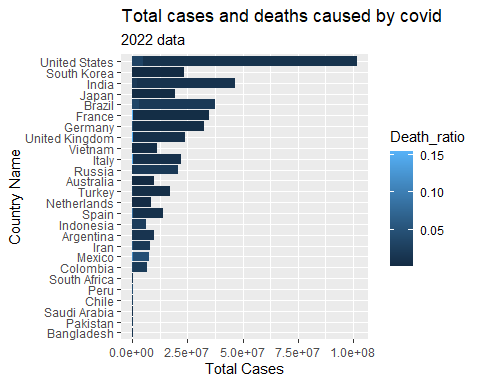 Total cases and deaths caused by covid
2022 data
United States
South Korea
India
Japan
Brazil
France
Germany
United Kingdom
Vietnam
Italy
Russia
Australia
Turkey
Netherlands
Spain
Indonesia
Argentina
Iran
Mexico
Colombia
South Africa
Peru
Chile
Saudi Arabia
Pakistan
Bangladesh
Country Name
0.0e+00 2.5e+07 5.0e+07 7.5e+07 1.0e+08
Total Cases
Death_ratio
0.15
0.10
0.05